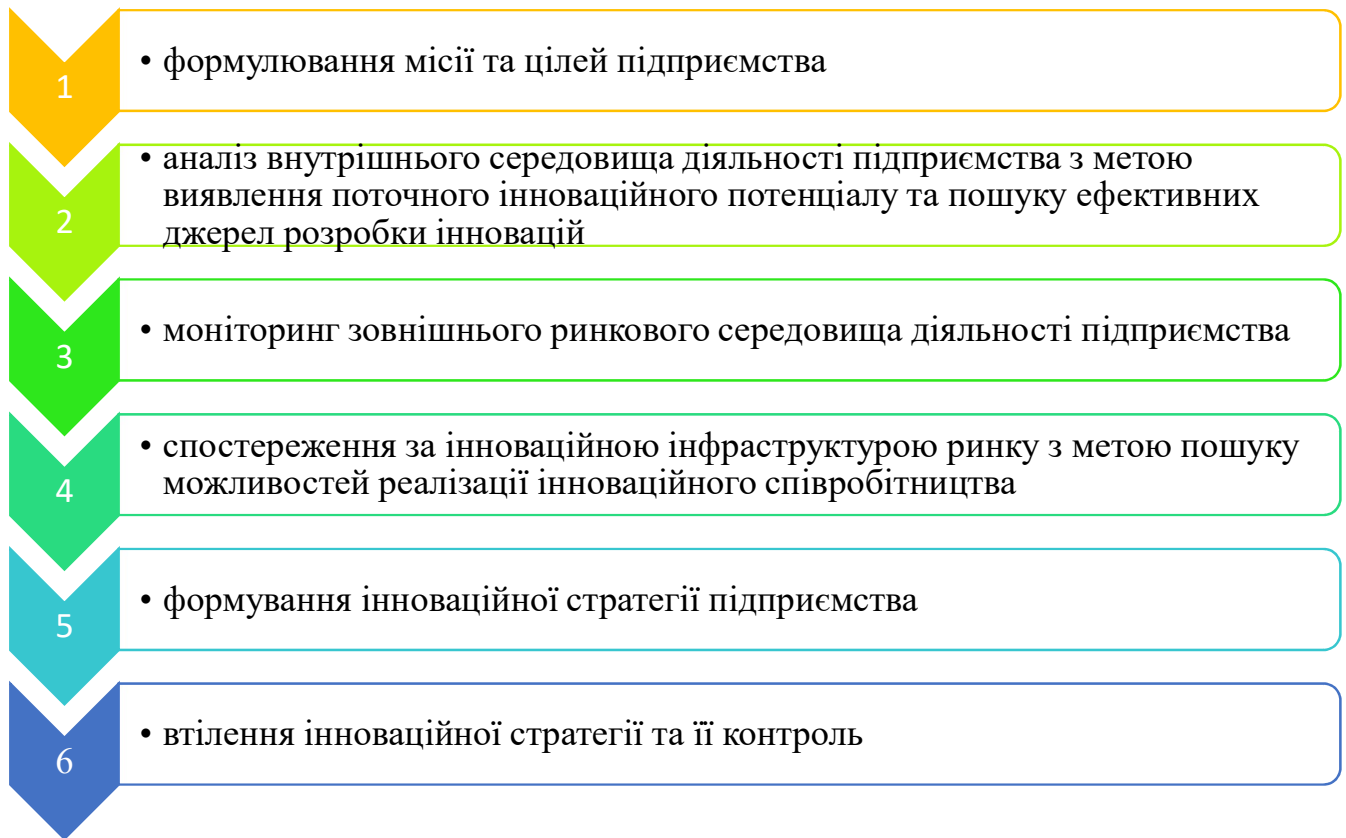 1
• формулювання місії та цілей підприємства
2
• аналіз внутрішнього середовища діяльності підприємства з метою
виявлення поточного інноваційного потенціалу та пошуку ефективних
джерел розробки інновацій
3
• моніторинг зовнішнього ринкового середовища діяльності підприємства
4
• спостереження за інноваційною інфраструктурою ринку з метою пошуку
можливостей реалізації інноваційного співробітництва
5
• формування інноваційної стратегії підприємства
6
• втілення інноваційної стратегії та її контроль